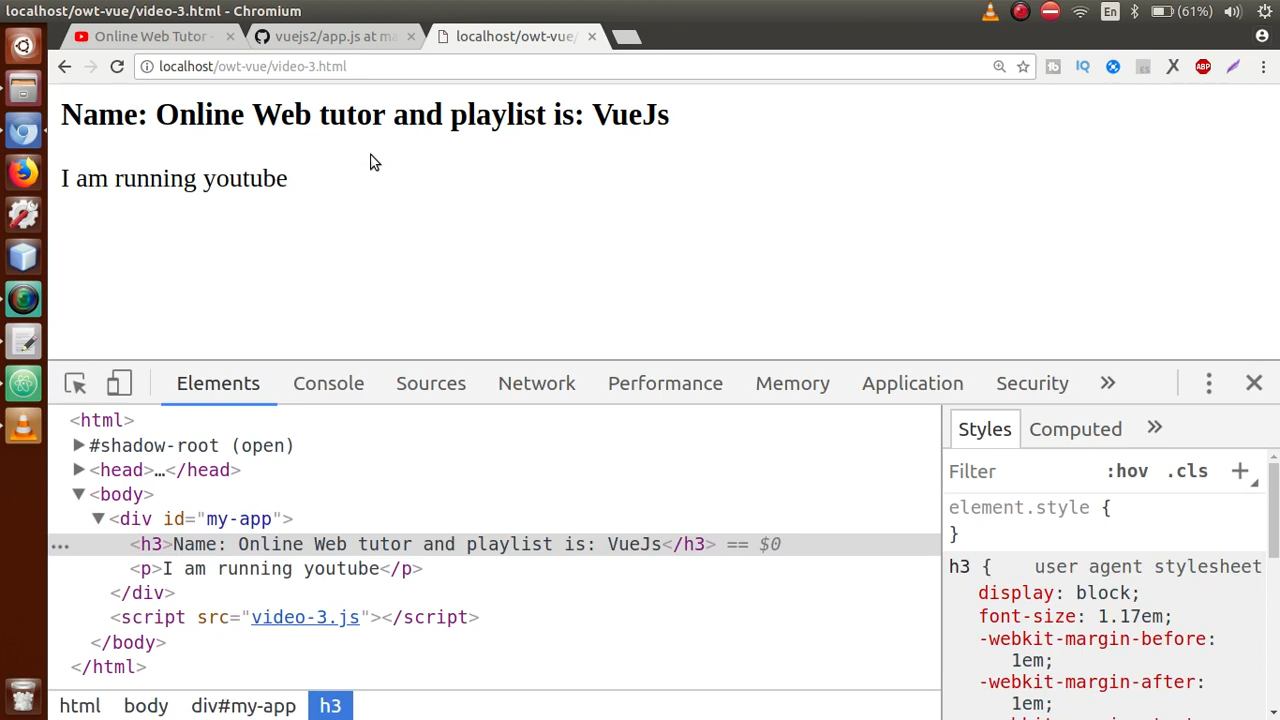 localhost/owt-vue/video-3.html - Chromium
En
(61%)
Online Web Tutor -
vuejs2/app.js at ma
localhost/owt-vue/
localhost/owt-vue/video-3.html
IQ
ABP
Name: Online Web tutor and playlist is: VueJs
I am running youtube
Elements
Console
Sources
Network
Performance
Memory
Application
Security
»
<html>
#shadow-root (open)
<head>…</head>
<body>
<div id="my-app">
… <h3>Name: Online Web tutor and playlist is: VueJs</h3> == $0
<p>I am running youtube</p>
</div>
<script src="video-3.js"></script>
</body>
</html>
html body div#my-app h3
Styles Computed »
Filter :hov .cls +
element.style {
}
h3 { user agent stylesheet
display: block;
font-size: 1.17em;
-webkit-margin-before:
1em;
-webkit-margin-after:
1em;